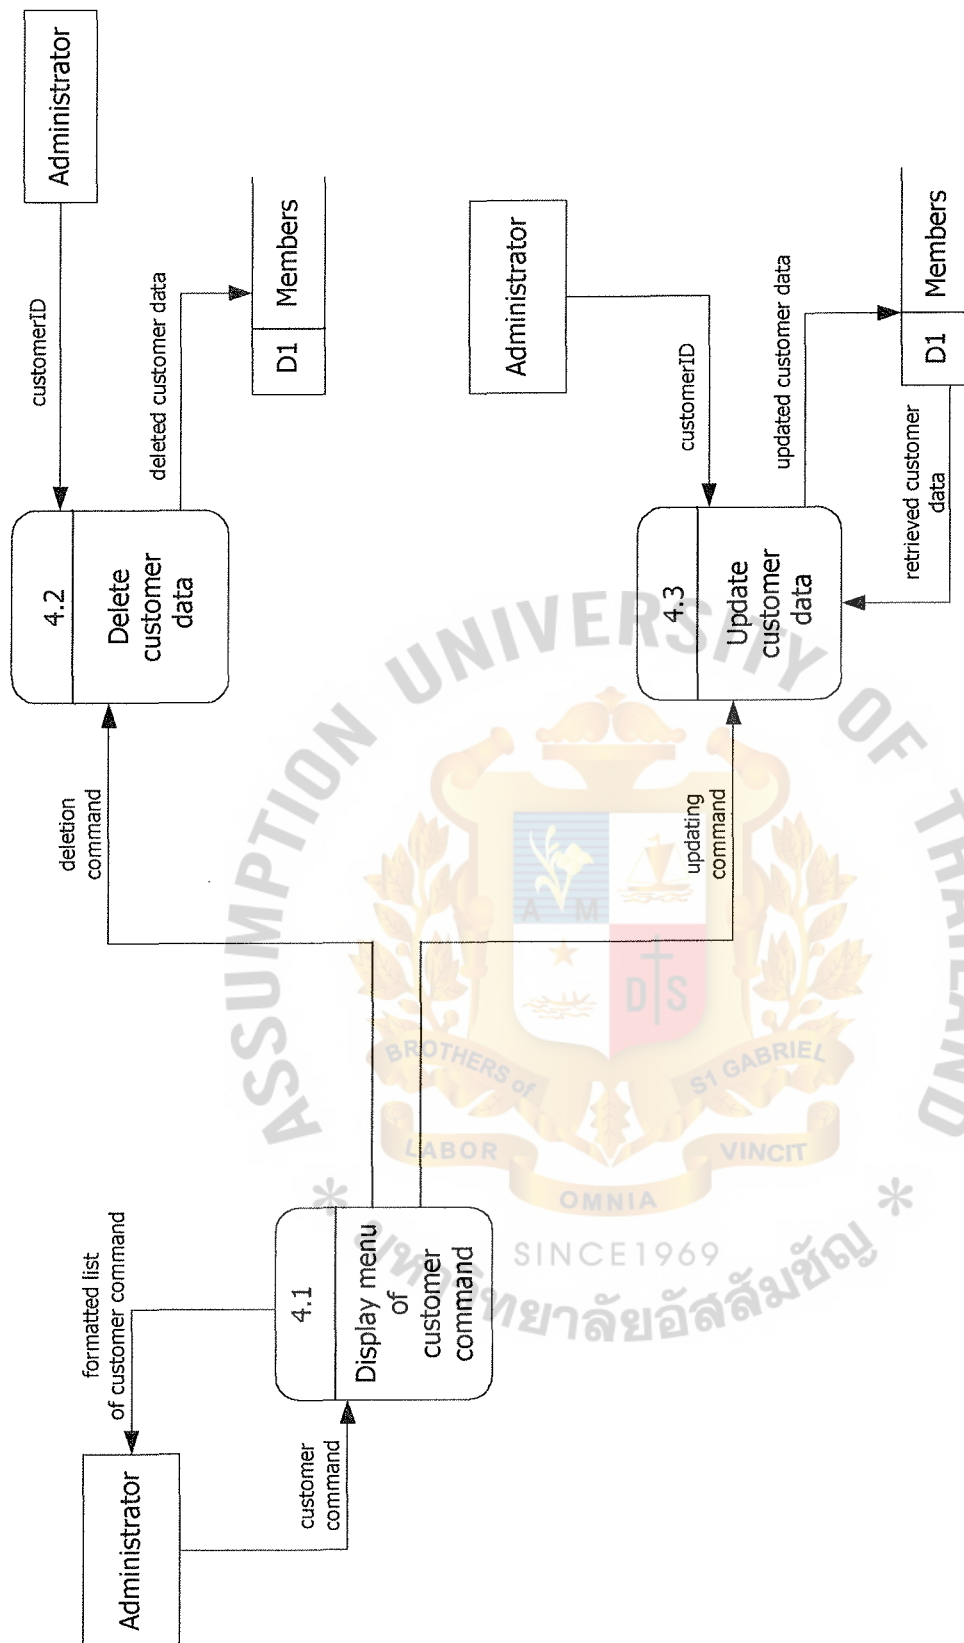 Administrator
formatted list
of customer command
customer
command
4.1
Display menu
of
customer
command
deletion
command
4.2
Delete
customer
data
customerID
Administrator
deleted customer data
D1
Members
updating
command
4.3
Update
customer
data
customerID
Administrator
updated customer data
retrieved customer
data
D1
Members
ASSUMPTION UNIVERSITY OF THAILAND
A M
D S
BROTHERS of
S1 GABRIEL
LABOR
OMNIA
VINCIT
SINCE1969
* มหาวิทยาลัยอัสสัมชัญ *